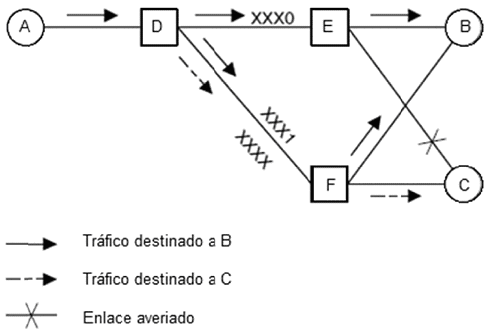 A
D
XXX0
E
B
XXX1
XXXX
F
C
Tráfico destinado a B
Tráfico destinado a C
Enlace averiado